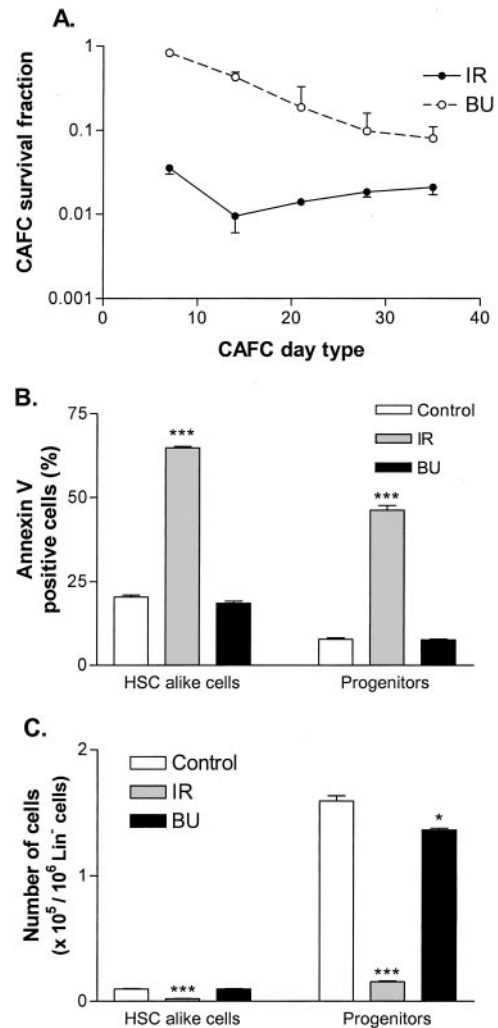 A.
CAFC survival fraction
1
0.1
0.01
0.001
0 10 20 30 40
CAFC day type
IR
BU
B.
Annexin V
positive cells (%)
75
50
25
0
Control
IR
BU
***
***
HSC alike cells Progenitors
C.
Number of cells
(x 10⁵ / 10⁶ Lin⁻ cells)
2
1
0
Control
IR
BU
***
***
*
HSC alike cells Progenitors